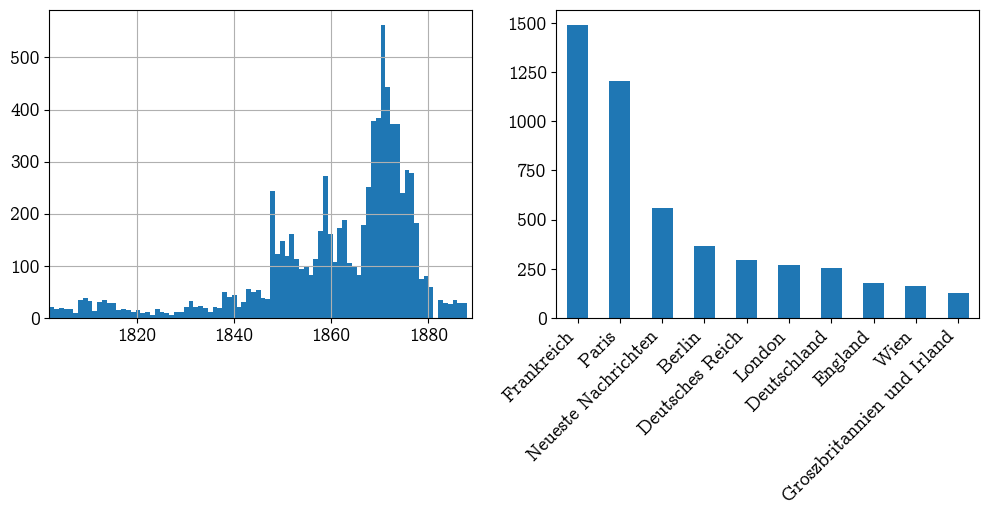 500
400
300
200
100
0
1820 1840 1860 1880
1500
1250
1000
750
500
250
0
Frankreich
Paris
Neueste Nachrichten
Berlin
Deutsches Reich
London
Deutschland
England
Wien
Groszbritannien und Irland